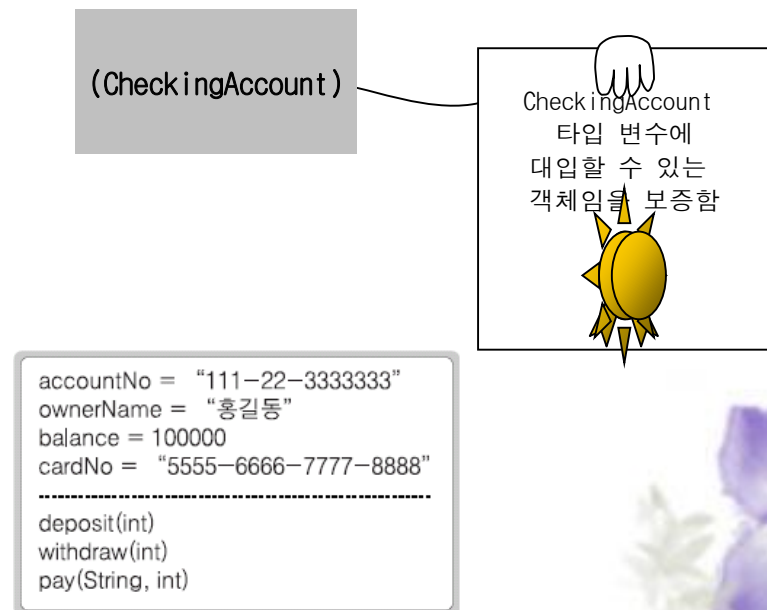 (CheckingAccount)
CheckingAccount
타입 변수에
대입할 수 있는
객체임을 보증함
accountNo = “111-22-3333333”
ownerName = “홍길동”
balance = 100000
cardNo = “5555-6666-7777-8888”
deposit(int)
withdraw(int)
pay(String, int)